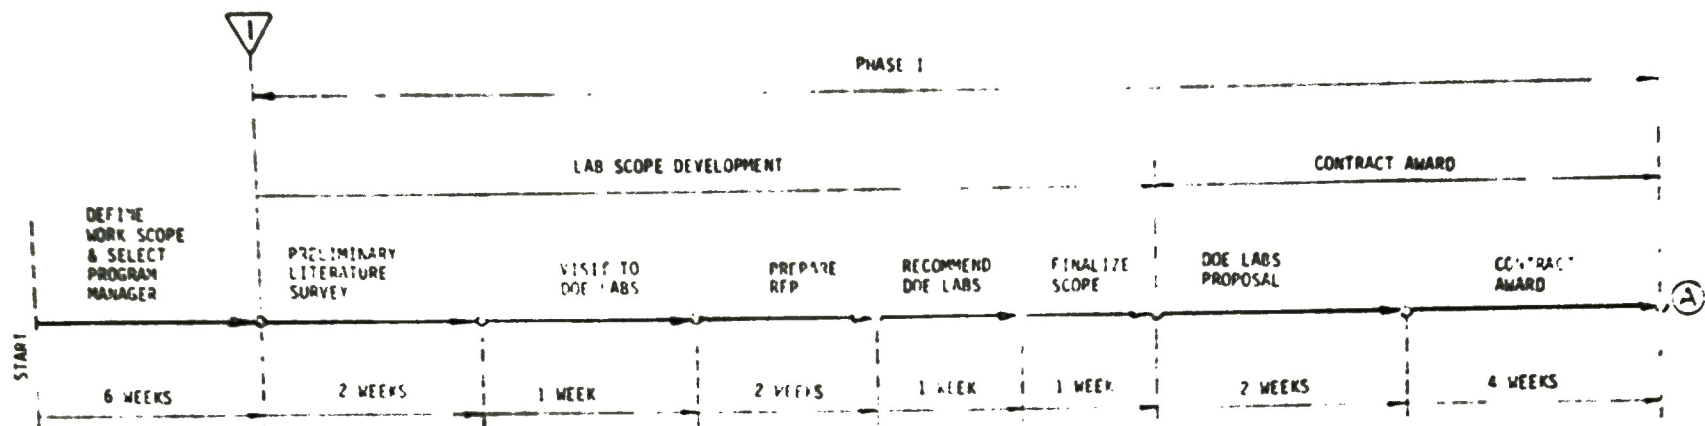 1
PHASE I
LAB SCOPE DEVELOPMENT
CONTRACT AWARD
DEFINE
WORK SCOPE
& SELECT
PROGRAM
MANAGER
PRELIMINARY
LITERATURE
SURVEY
VISIT TO
DOE LABS
PREPARE
RFP
RECOMMEND
DOE LABS
FINALIZE
SCOPE
DOE LABS
PROPOSAL
CONTRACT
AWARD
A
START
6 WEEKS
2 WEEKS
1 WEEK
2 WEEKS
1 WEEK
1 WEEK
2 WEEKS
4 WEEKS